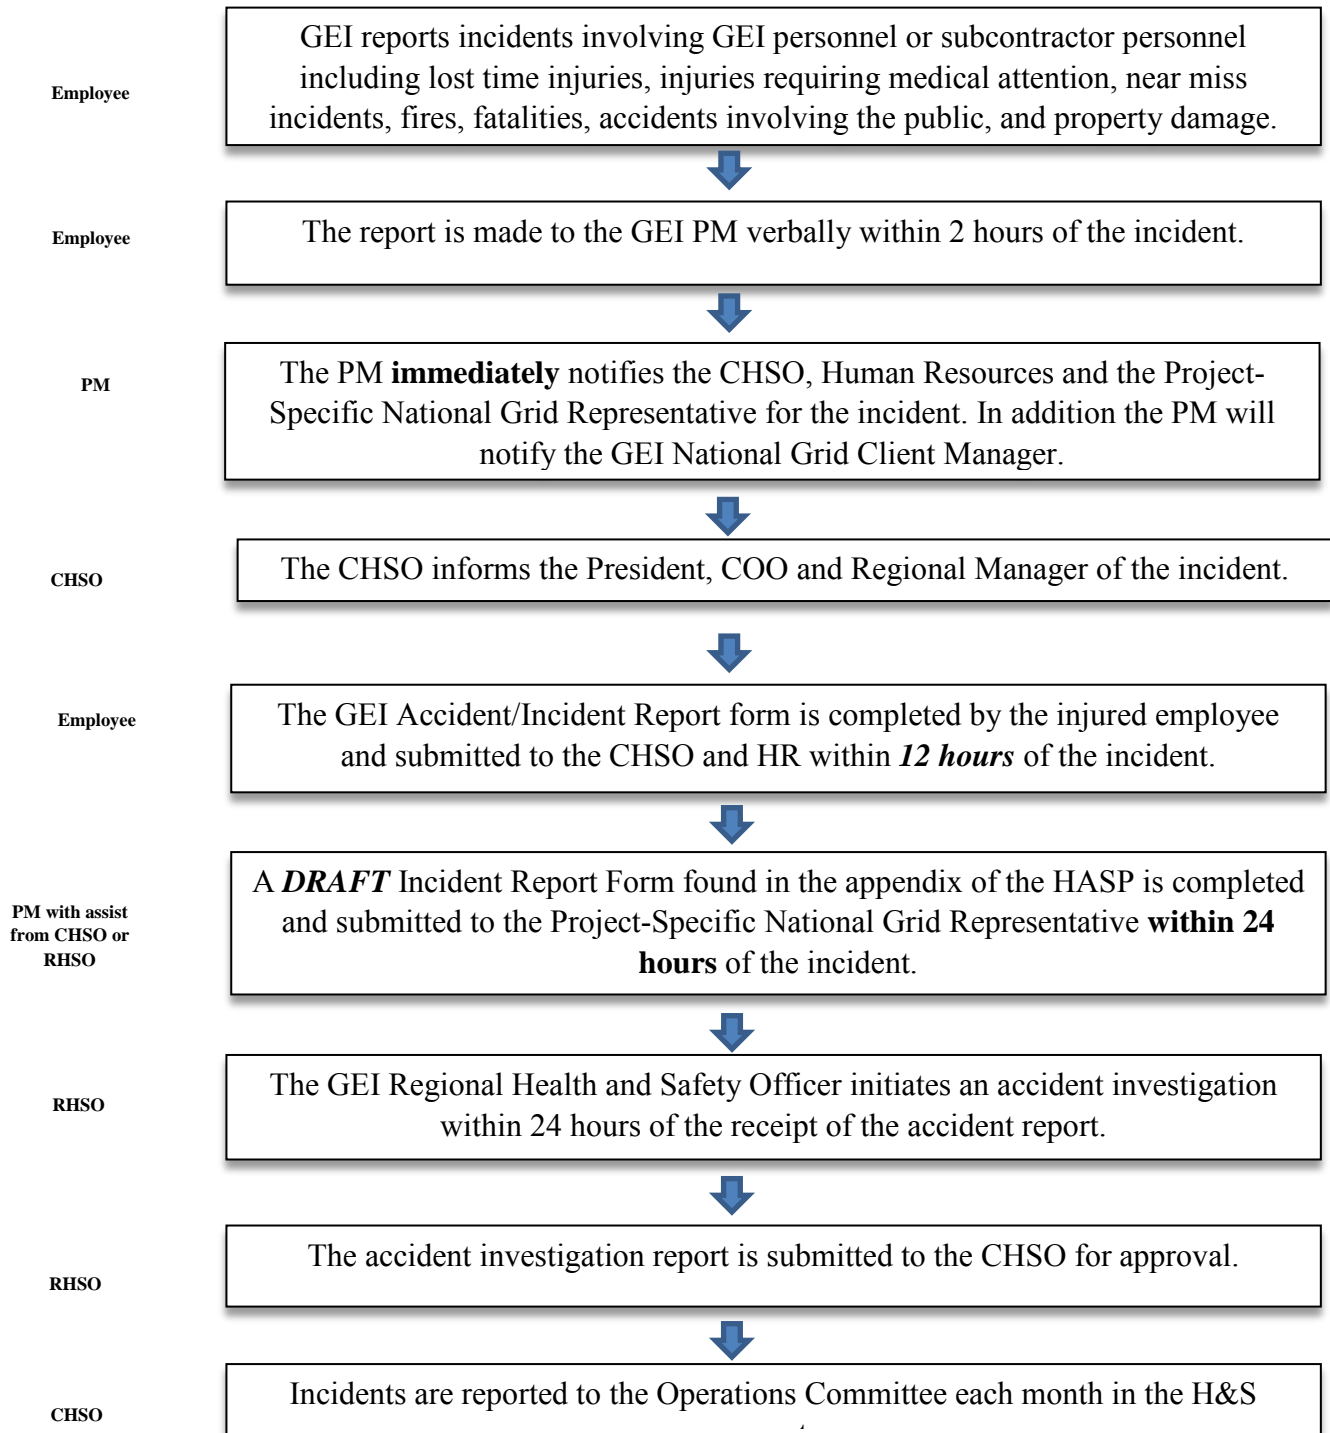 GEI reports incidents involving GEI personnel or subcontractor personnel
including lost time injuries, injuries requiring medical attention, near miss
incidents, fires, fatalities, accidents involving the public, and property damage.
Employee
The report is made to the GEI PM verbally within 2 hours of the incident.
Employee
The PM immediately notifies the CHSO, Human Resources and the Project-
Specific National Grid Representative for the incident. In addition the PM will
notify the GEI National Grid Client Manager.
PM
The CHSO informs the President, COO and Regional Manager of the incident.
CHSO
The GEI Accident/Incident Report form is completed by the injured employee
and submitted to the CHSO and HR within 12 hours of the incident.
Employee
A DRAFT Incident Report Form found in the appendix of the HASP is completed
and submitted to the Project-Specific National Grid Representative within 24
hours of the incident.
PM with assist
from CHSO or
RHSO
The GEI Regional Health and Safety Officer initiates an accident investigation
within 24 hours of the receipt of the accident report.
RHSO
The accident investigation report is submitted to the CHSO for approval.
RHSO
Incidents are reported to the Operations Committee each month in the H&S
CHSO